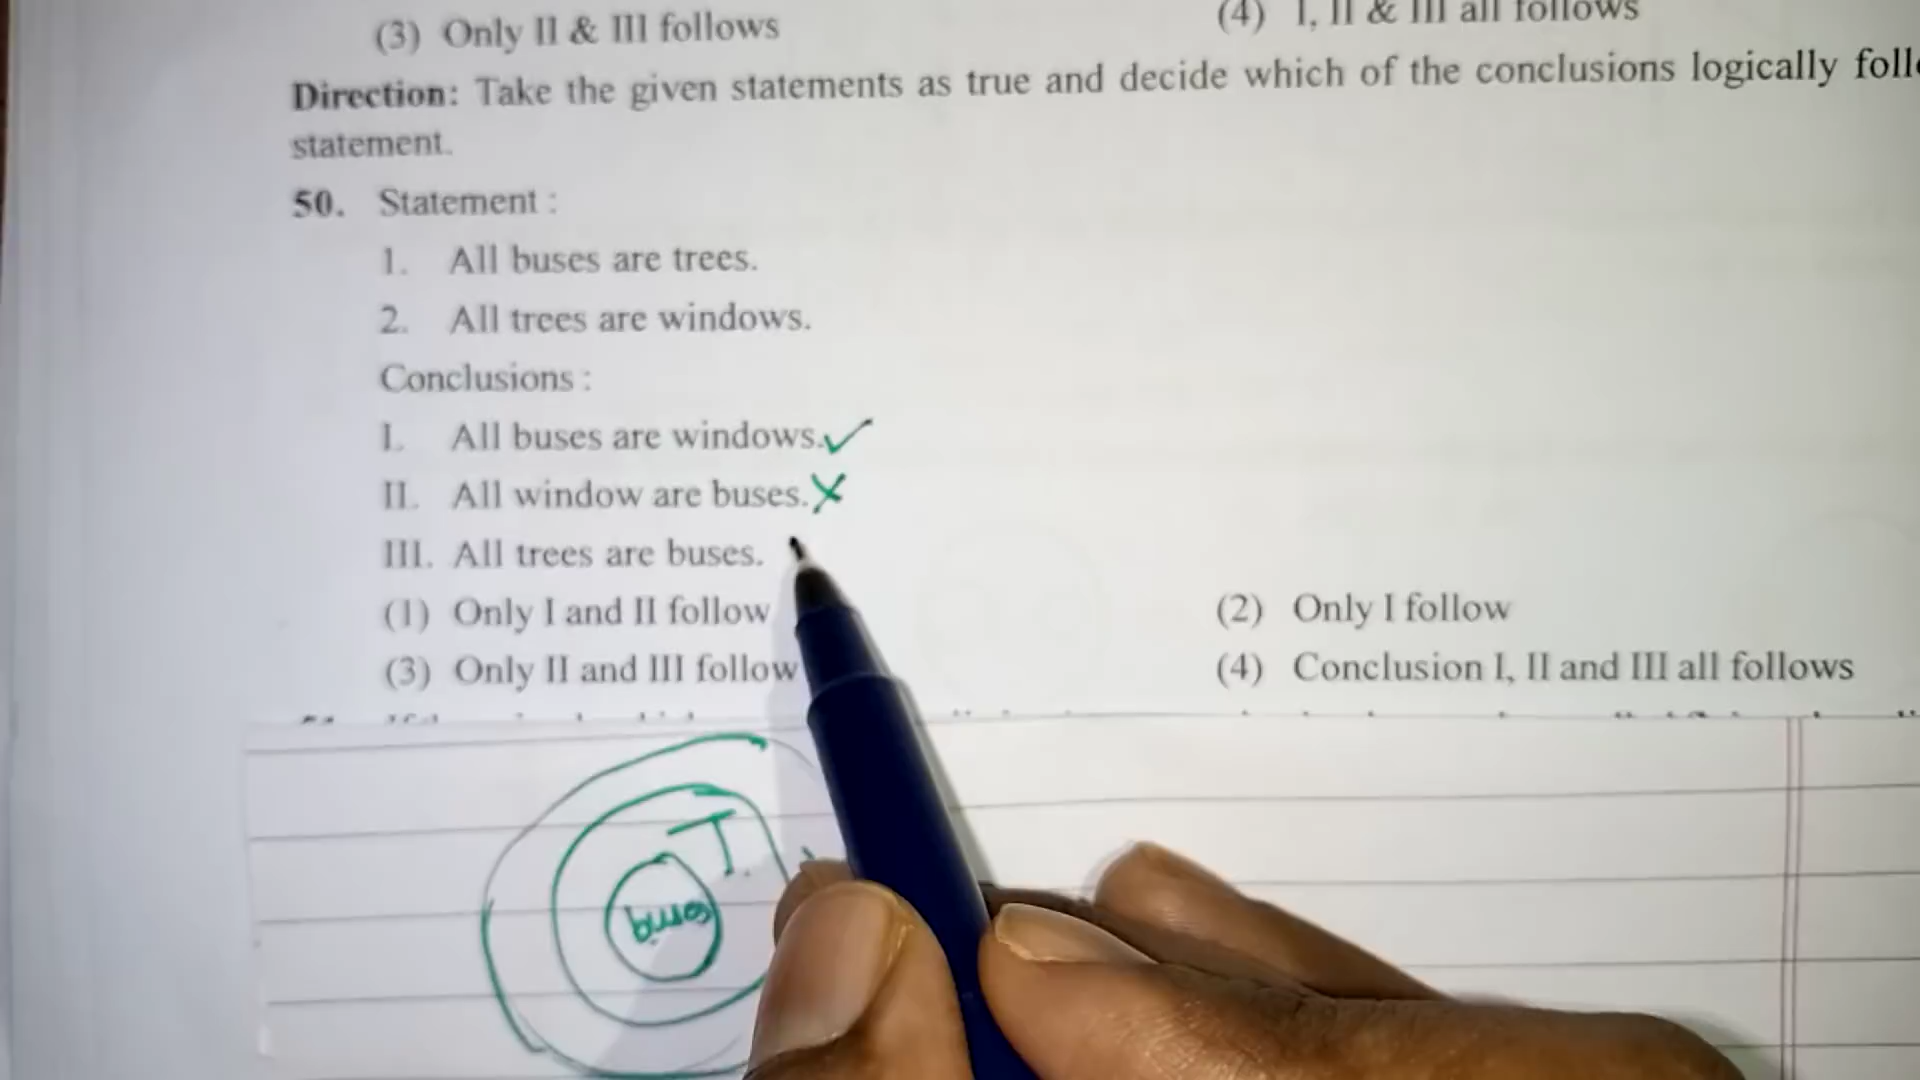 (3) Only II & III follows
(4) I, II & III all follows
Direction: Take the given statements as true and decide which of the conclusions logically
statement.
50. Statement :
1. All buses are trees.
2. All trees are windows.
Conclusions :
I. All buses are windows.
II. All window are buses.
III. All trees are buses.
(1) Only I and II follow
(2) Only I follow
(3) Only II and III follow
(4) Conclusion I, II and III all follows
T.
buses